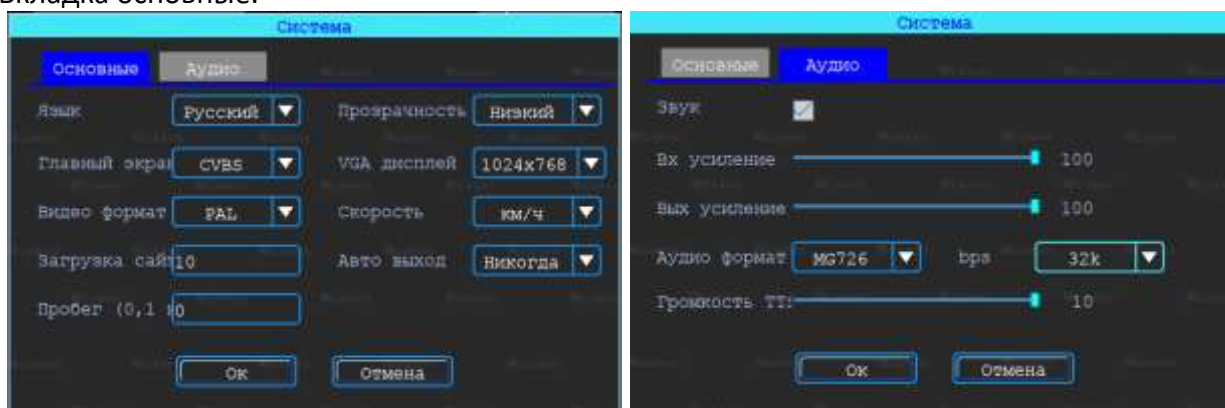 вкладка основные.
Система
Основные Аудио
Язык Русский Прозрачность Низкий
Главный экра CVBS VGA дисплей 1024x768
Видео формат PAL Скорость км/ч
Загрузка сай 10 Авто выход Никогда
Пробег (0,1 0
Ок Отмена
Система
Основные Аудио
Звук
Вх усиление 100
Вых усиление 100
Аудио формат MG726 bps 32k
Громкость TT 10
Ок Отмена